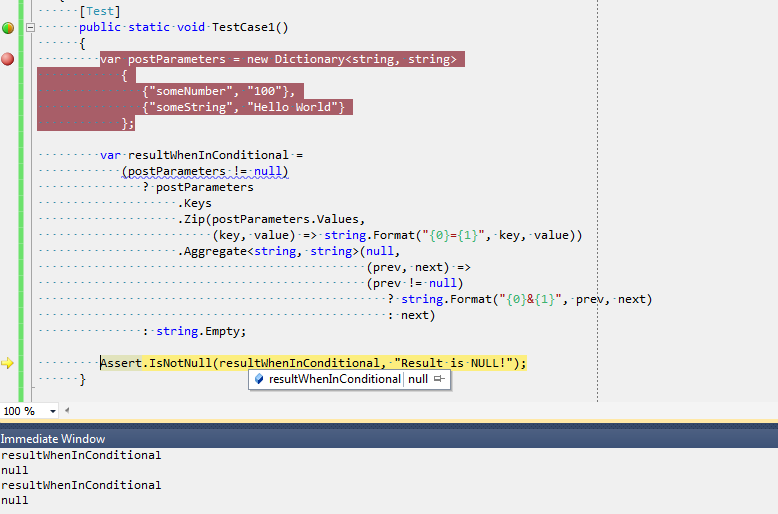 [Test]
public static void TestCase1()
{
var postParameters = new Dictionary<string, string>
{
{"someNumber", "100"},
{"someString", "Hello World"}
};
var resultWhenInConditional =
(postParameters != null)
? postParameters
.Keys
.Zip(postParameters.Values,
(key, value) => string.Format("{0}={1}", key, value))
.Aggregate<string, string>(null,
(prev, next) =>
(prev != null)
? string.Format("{0}&{1}", prev, next)
: next)
: string.Empty;
Assert.IsNotNull(resultWhenInConditional, "Result is NULL!");
resultWhenInConditional null
}
100 %
Immediate Window
resultWhenInConditional
null
resultWhenInConditional
null